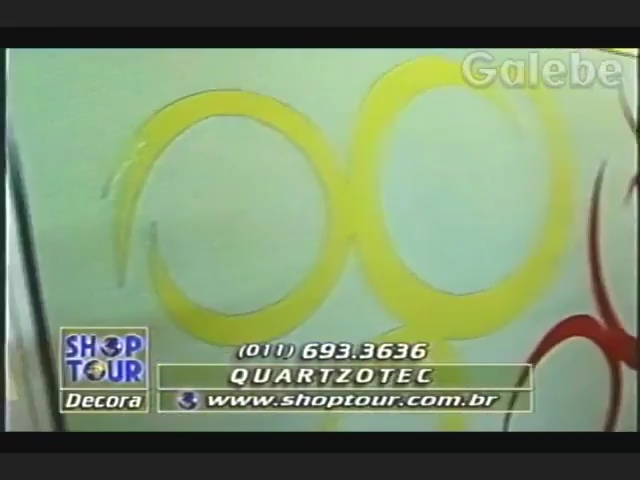 Galebe
SHOP
TOUR
Decora
(011) 693.3636
QUARTZOTEC
www.shoptour.com.br